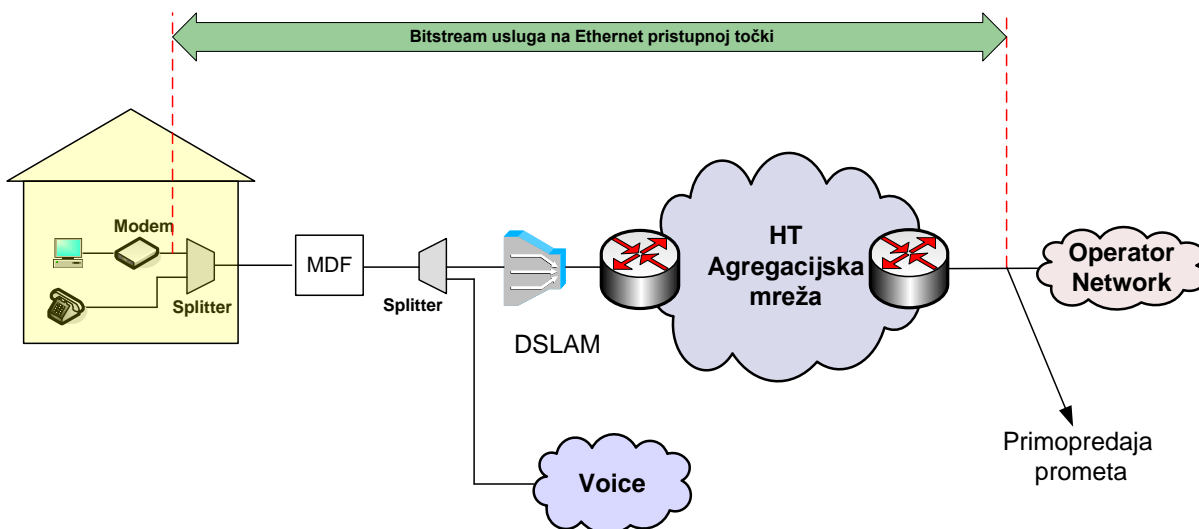 Bitstream usluga na Ethernet pristupnoj točki
Modem
Splitter
MDF
Splitter
DSLAM
HT
Agregacijska
mreža
Operator
Network
Primopredaja
prometa
Voice